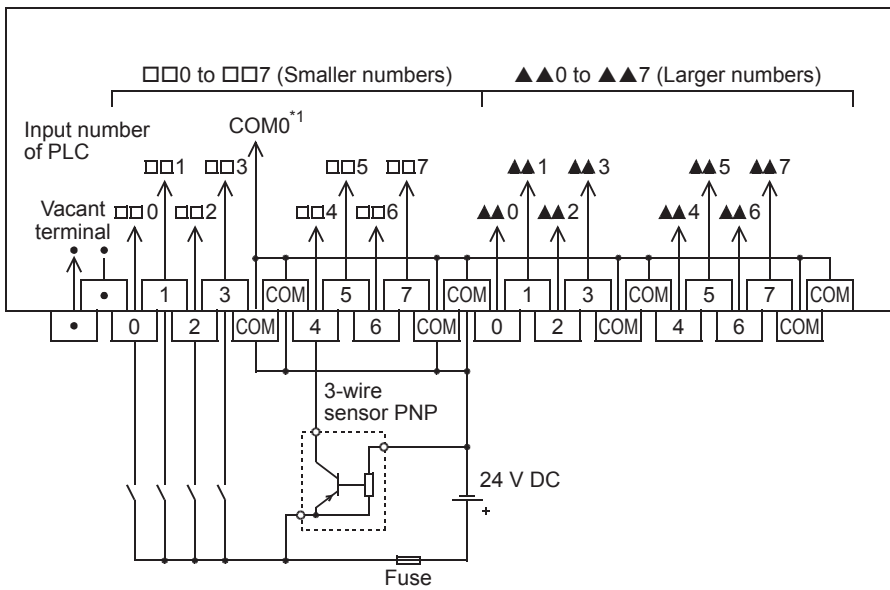 □□0 to □□7 (Smaller numbers) ▲▲0 to ▲▲7 (Larger numbers)
Input number
of PLC
COM0*1
□□1 □□3 □□5 □□7 ▲▲1 ▲▲3 ▲▲5 ▲▲7
Vacant
terminal
□□0 □□2 □□4 □□6 ▲▲0 ▲▲2 ▲▲4 ▲▲6
• 1 3 COM 5 7 COM 1 3 COM 5 7 COM
• 0 2 COM 4 6 COM 0 2 COM 4 6 COM
3-wire
sensor PNP
24 V DC
+
Fuse